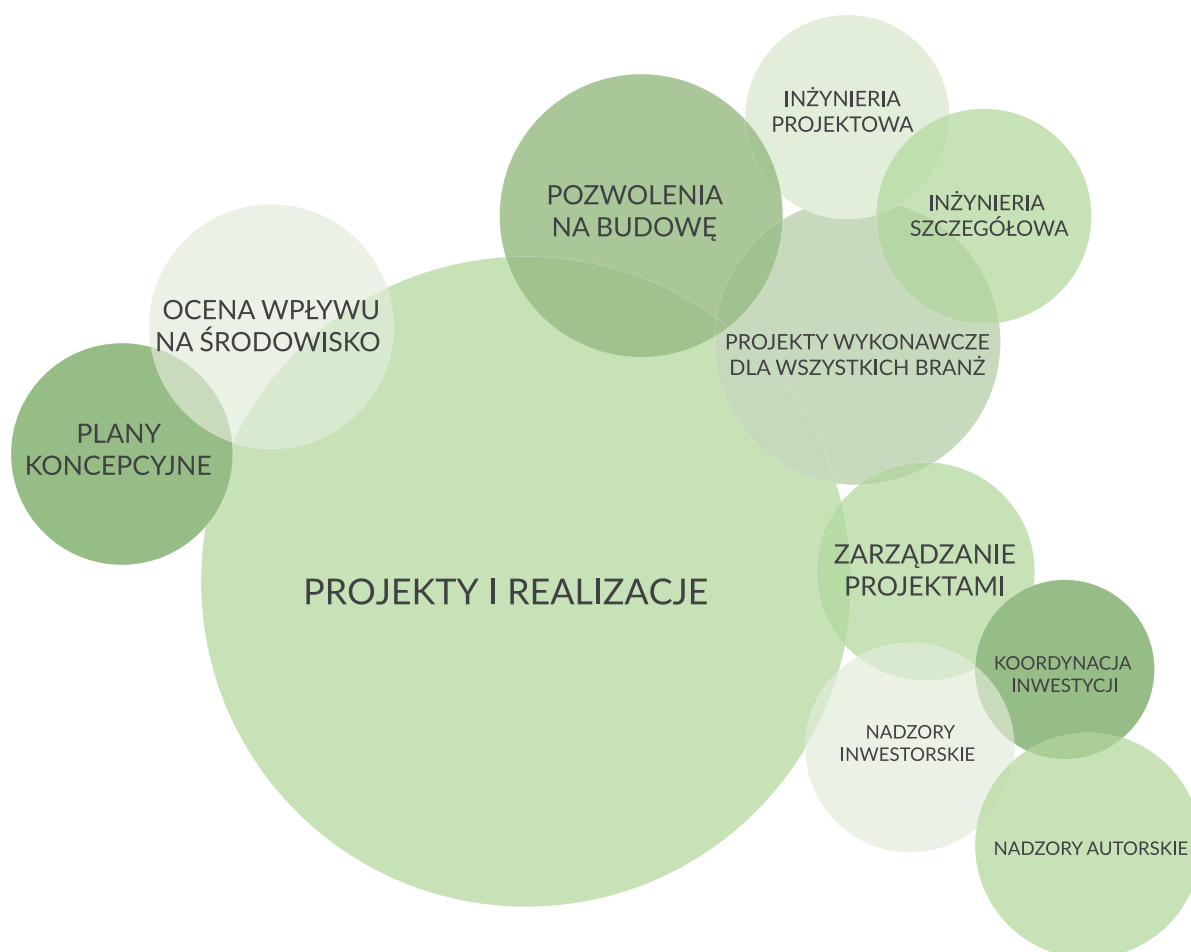 INŻYNIERIA
PROJEKTOWA
POZWOLENIA
NA BUDOWĘ
INŻYNIERIA
SZCZEGÓŁOWA
OCENA WPŁYWU
NA ŚRODOWISKO
PROJEKTY WYKONAWCZE
DLA WSZYSTKICH BRANŻ
PLANY
KONCEPCYJNE
ZARZĄDZANIE
PROJEKTAMI
PROJEKTY I REALIZACJE
KOORDYNACJA
INWESTYCJI
NADZORY
INWESTORSKIE
NADZORY AUTORSKIE